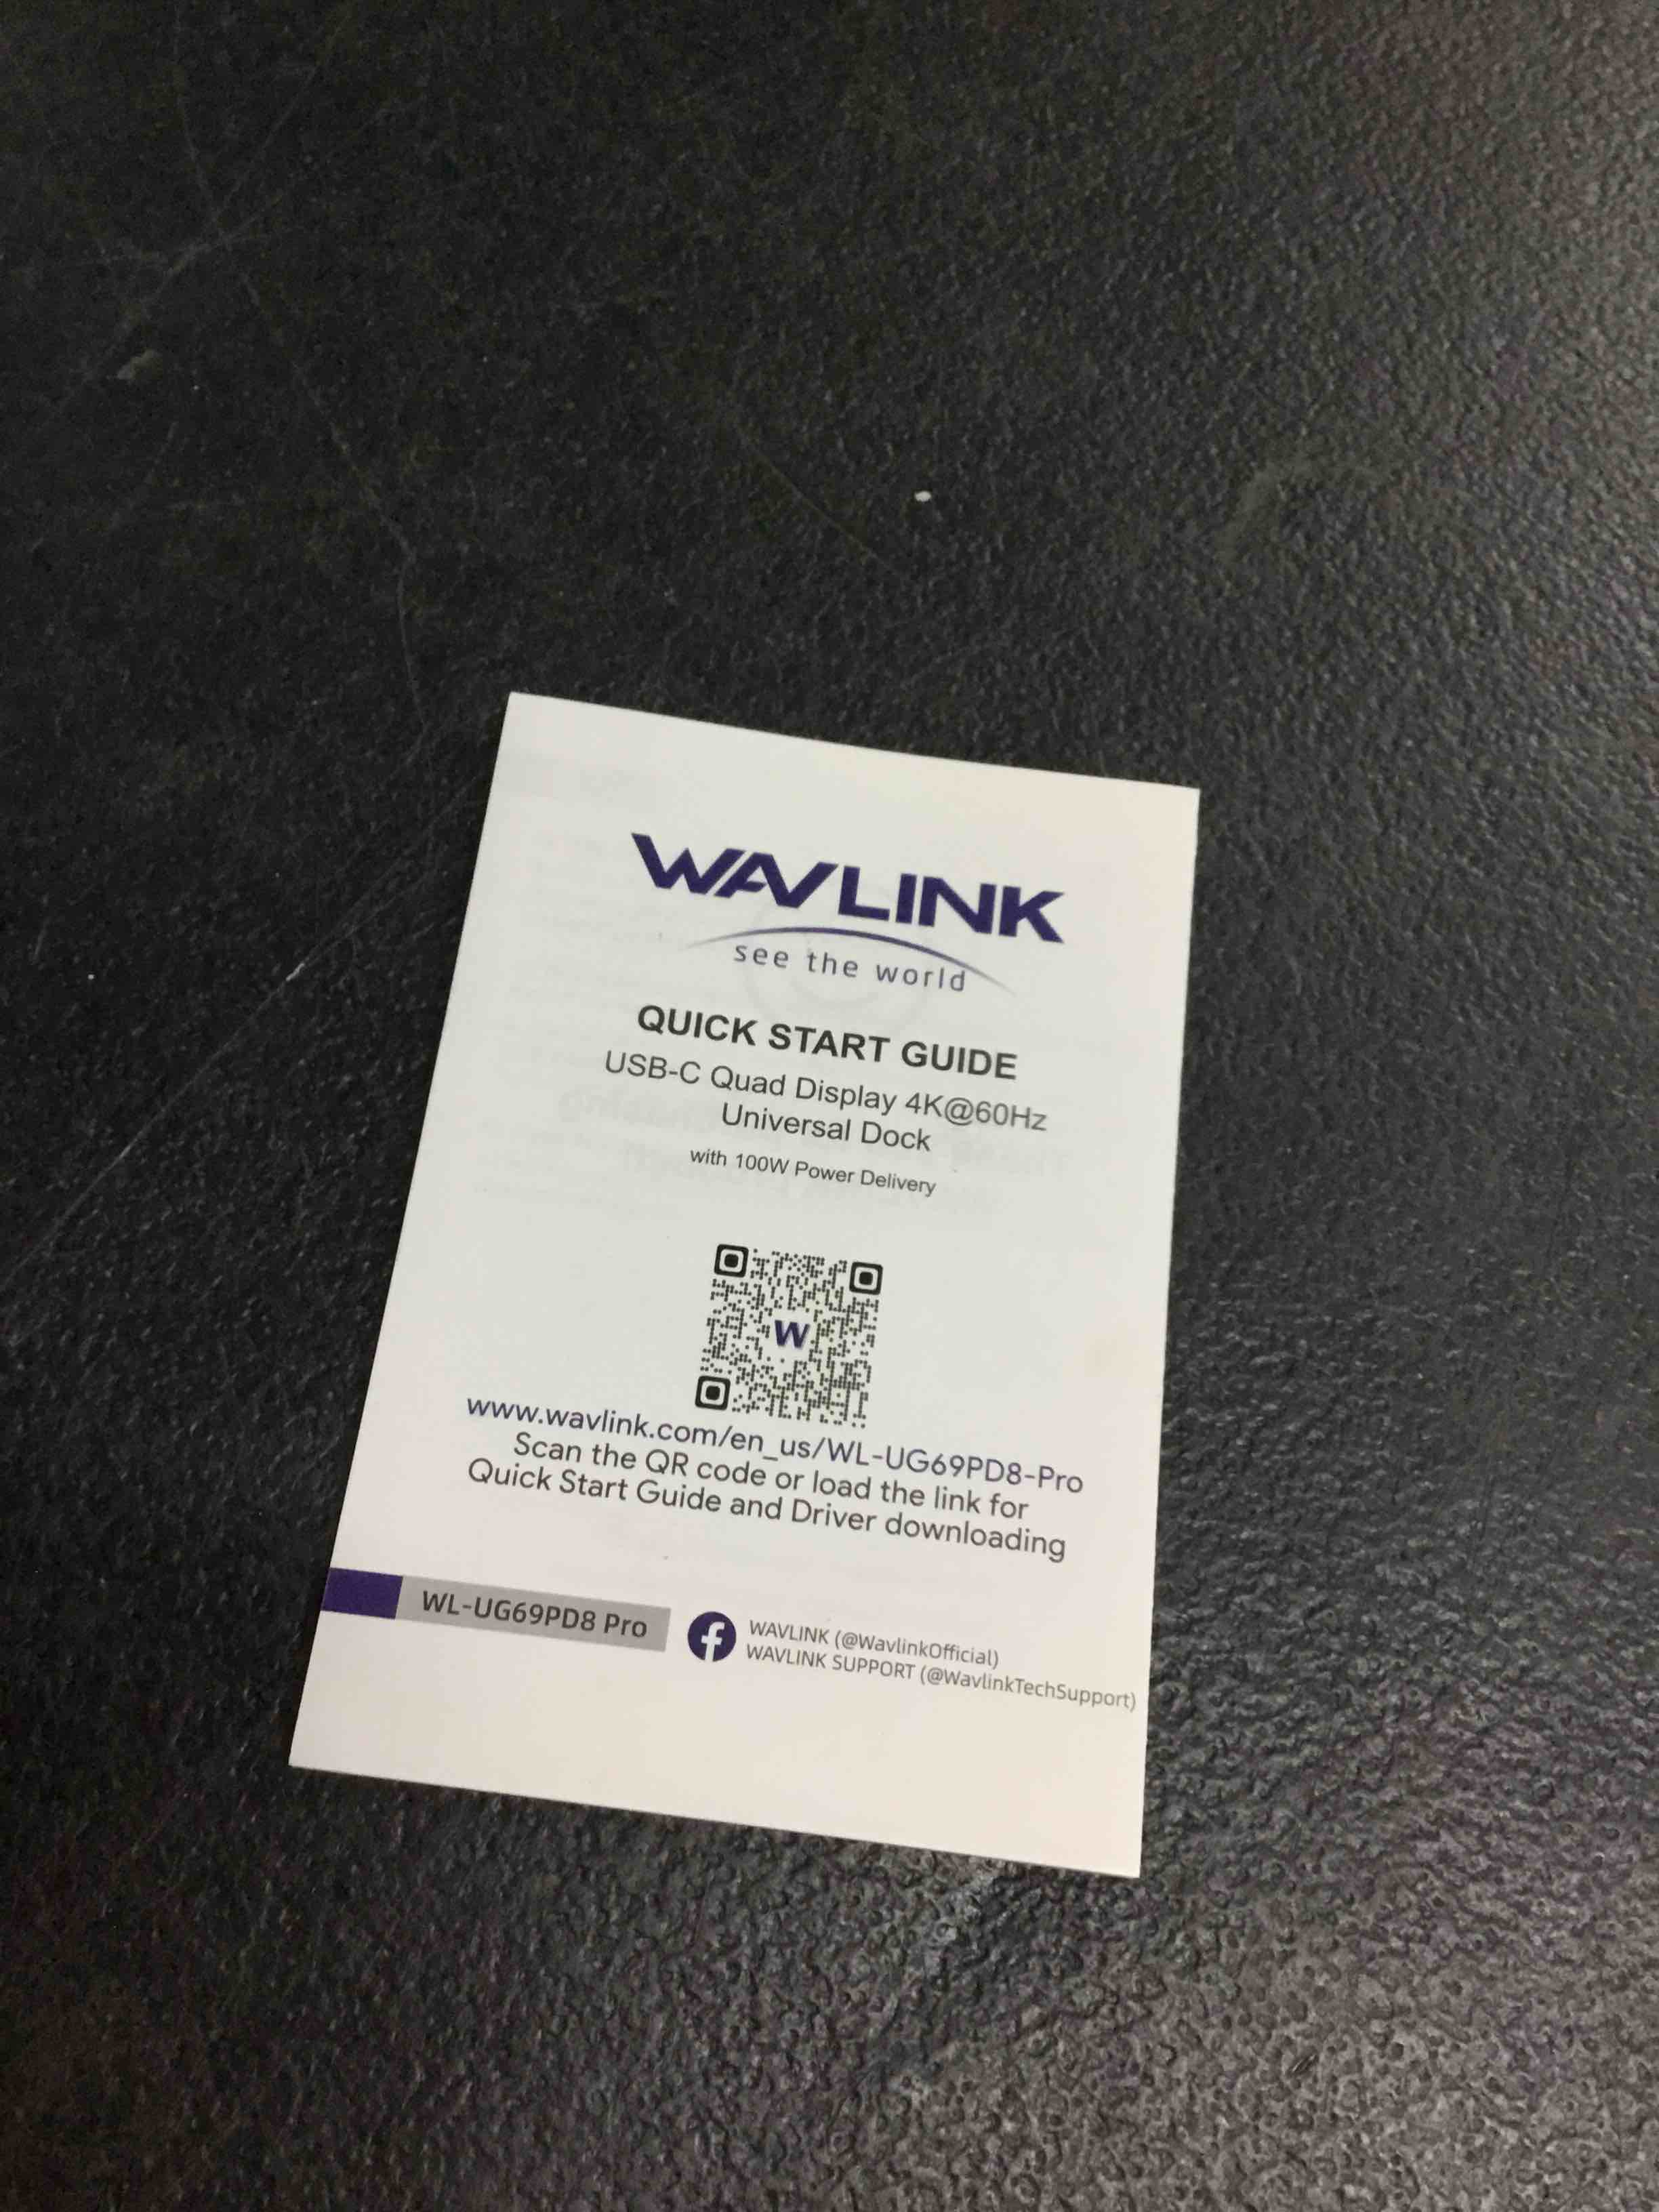 WAVLINK
see the world
QUICK START GUIDE
USB-C Quad Display 4K@60Hz
Universal Dock
with 100W Power Delivery
W
www.wavlink.com/en_us/WL-UG69PD8-Pro
Scan the QR code or load the link for
Quick Start Guide and Driver downloading
WL-UG69PD8 Pro
WAVLINK (@WavlinkOfficial)
WAVLINK SUPPORT (@WavlinkTechSupport)